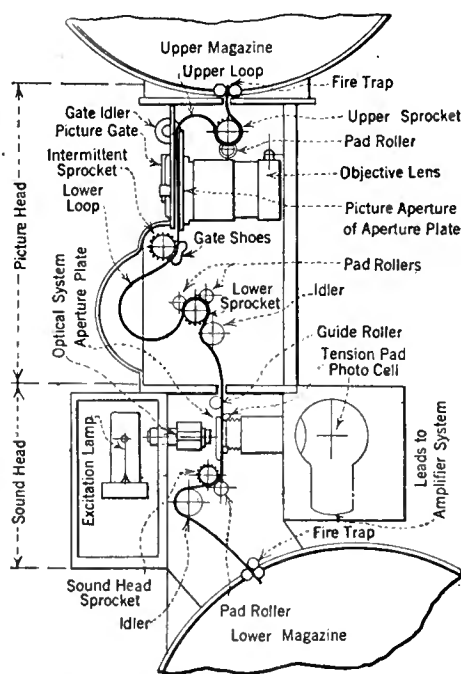 Upper Magazine
Upper Loop
Fire Trap
Gate Idler
Picture Gate
Intermittent
Sprocket
Lower
Loop
Upper Sprocket
Pad Roller
Objective Lens
Picture Aperture
of Aperture Plate
Gate Shoes
Pad Rollers
Lower
Sprocket
Idler
Picture Head
Optical System
Aperture Plate
Guide Roller
Tension Pad
Photo Cell
Sound Head
Excitation Lamp
Leads to
Amplifier System
Fire Trap
Sound Head
Sprocket
Idler
Pad Roller
Lower Magazine